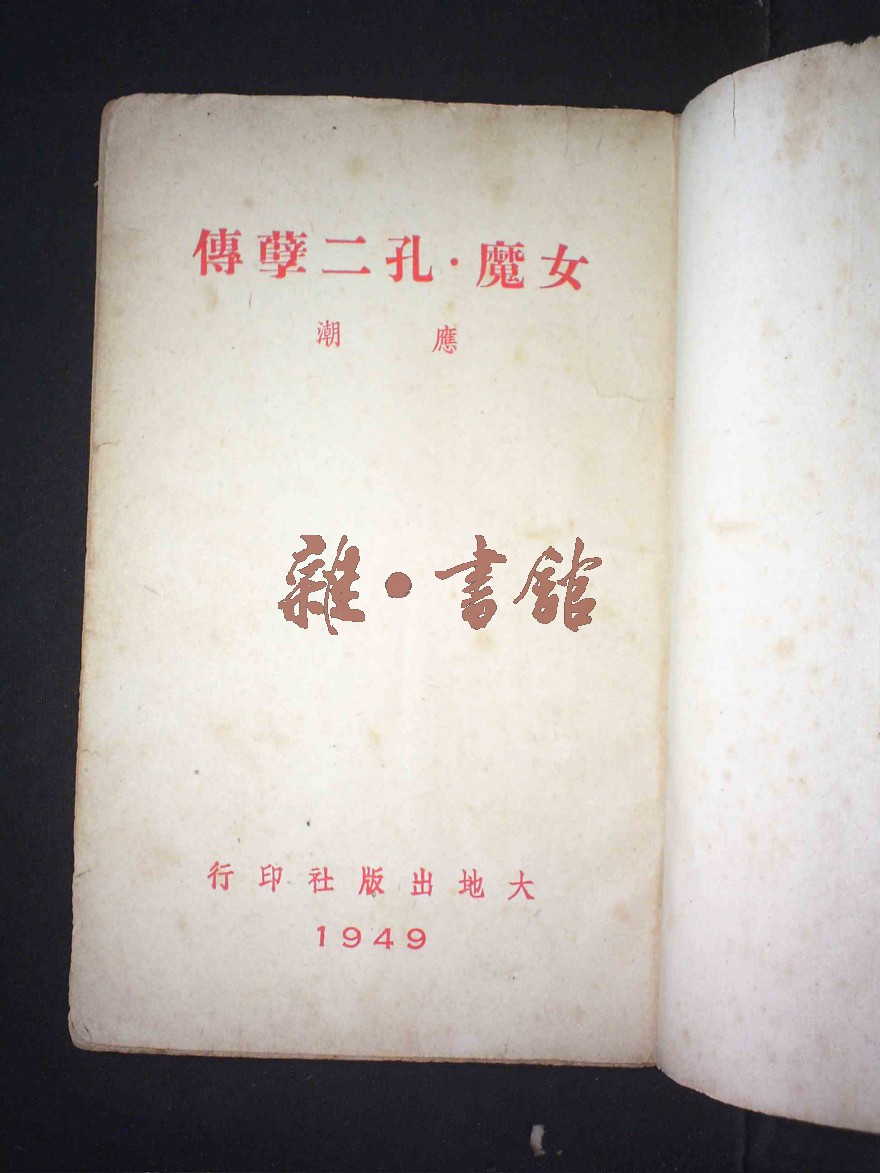 女魔·孔二孽傳
應潮
雜·書館
大地出版社印行
1949